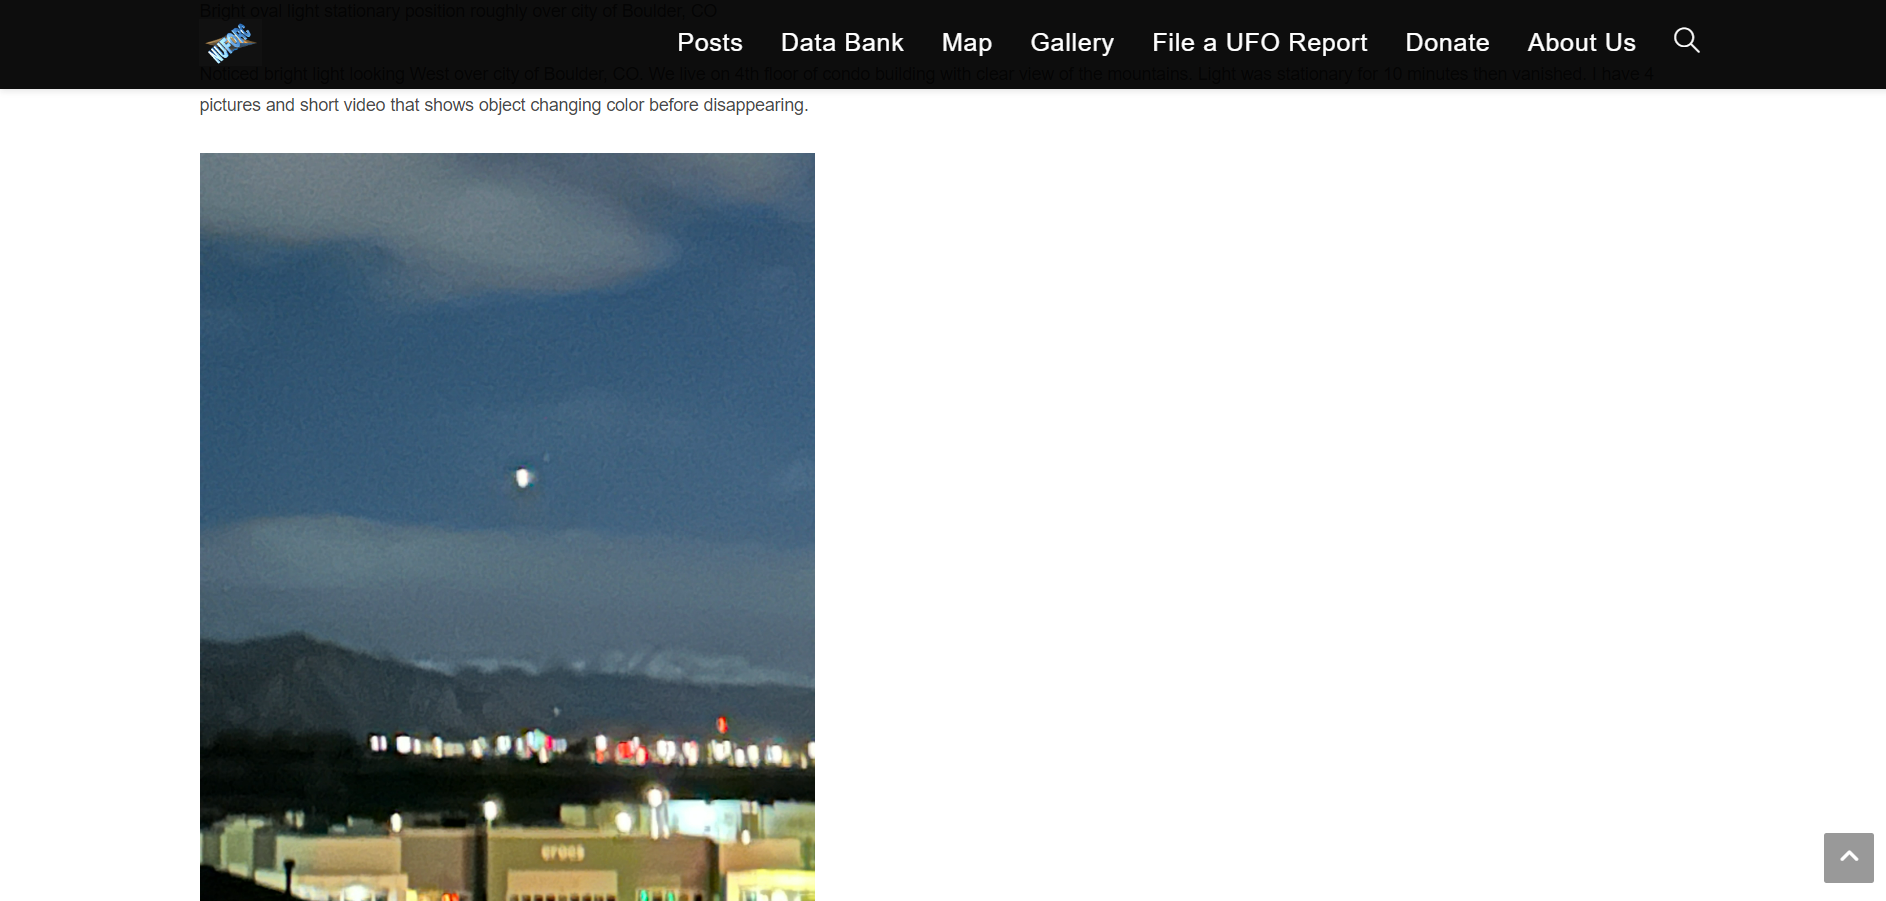 Bright oval light stationary position roughly over city of Boulder, CO
NUFORC
Posts Data Bank Map Gallery File a UFO Report Donate About Us
Noticed bright light looking West over city of Boulder, CO. We live on 4th floor of condo building with clear view of the mountains. Light was stationary for 10 minutes then vanished. I have 4
pictures and short video that shows object changing color before disappearing.
crocs